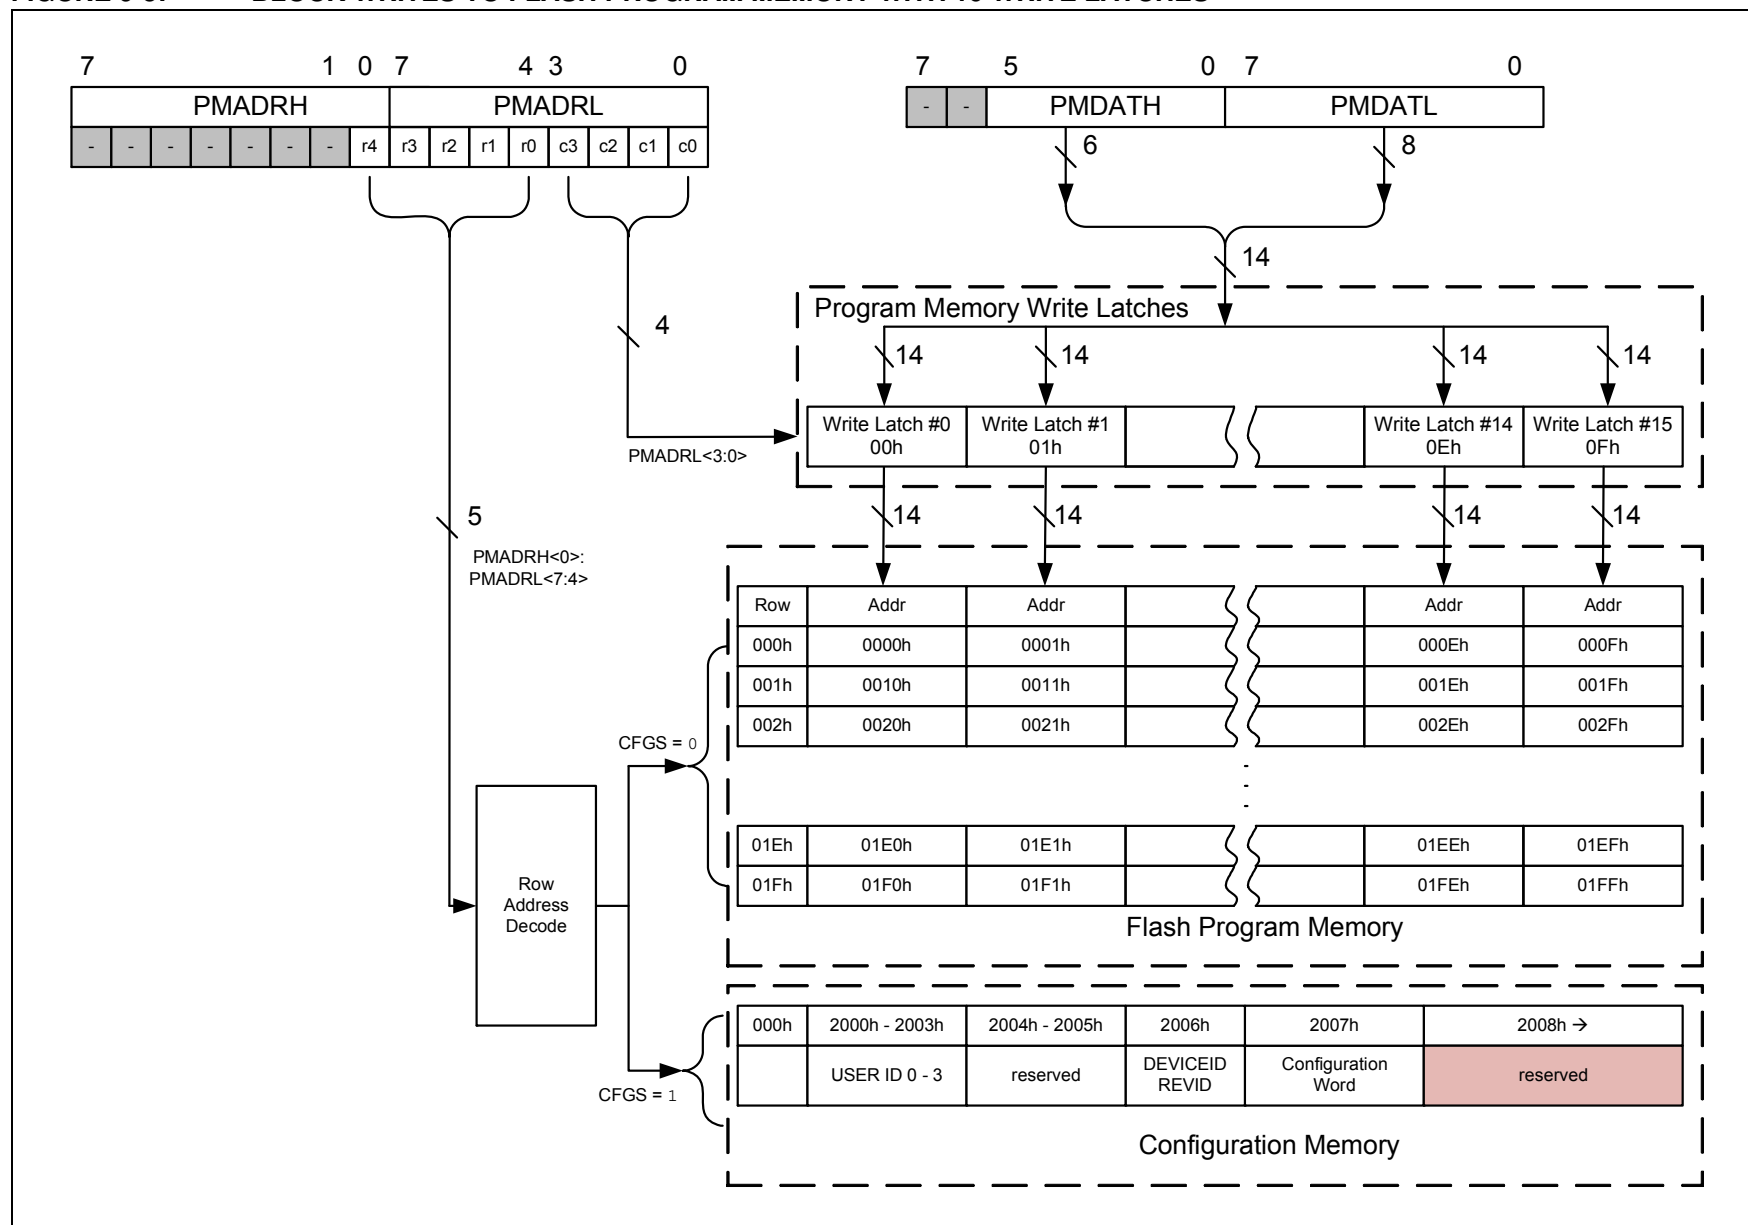 7 1 0 7 4 3 0
PMADRH PMADRL
- - - - - - - r4 r3 r2 r1 r0 c3 c2 c1 c0
7 5 0 7 0
- - PMDATH PMDATL
6 8
14
4
PMADRL<3:0>
5
PMADRH<0>:
PMADRL<7:4>
Program Memory Write Latches
14 14 14 14
Write Latch #0 Write Latch #1 Write Latch #14 Write Latch #15
00h 01h 0Eh 0Fh
14 14 14 14
Row Addr Addr Addr Addr
000h 0000h 0001h 000Eh 000Fh
001h 0010h 0011h 001Eh 001Fh
002h 0020h 0021h 002Eh 002Fh
CFGS = 0
01Eh 01E0h 01E1h 01EEh 01EFh
01Fh 01F0h 01F1h 01FEh 01FFh
Flash Program Memory
Row
Address
Decode
CFGS = 1
000h 2000h - 2003h 2004h - 2005h 2006h 2007h 2008h →
USER ID 0 - 3 reserved DEVICEID Configuration reserved
REVID Word
Configuration Memory